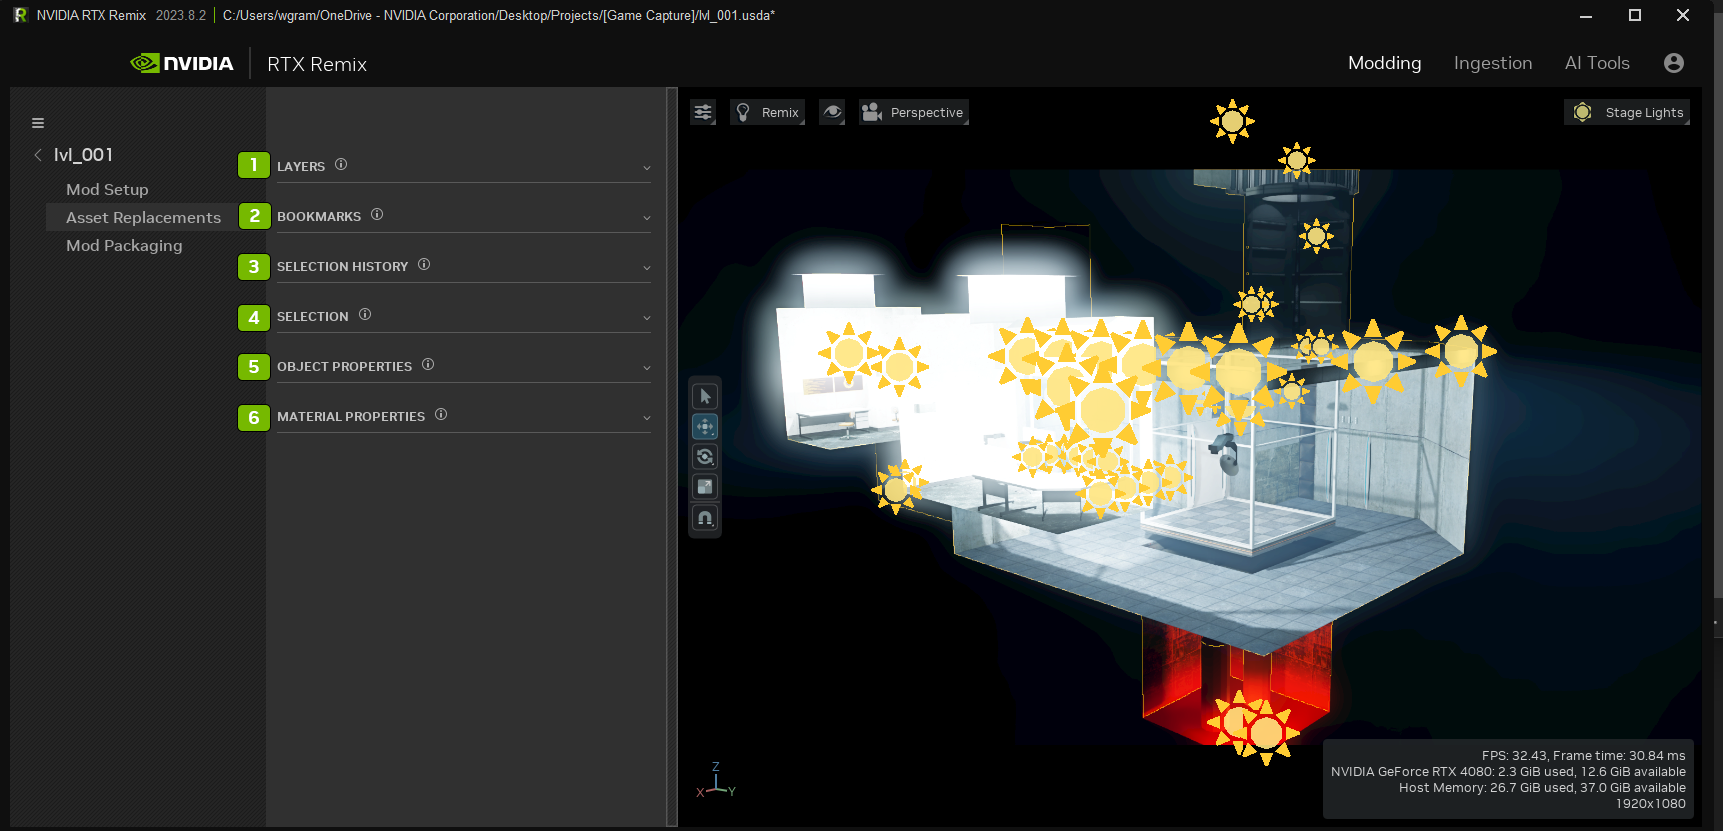 NVIDIA RTX Remix 2023.8.2 | C:/Users/wgram/OneDrive - NVIDIA Corporation/Desktop/Projects/[Game Capture]/lvl_001.usda*
NVIDIA | RTX Remix
Modding Ingestion AI Tools
lvl_001
Mod Setup
Asset Replacements
Mod Packaging
1 LAYERS
2 BOOKMARKS
3 SELECTION HISTORY
4 SELECTION
5 OBJECT PROPERTIES
6 MATERIAL PROPERTIES
Remix Perspective Stage Lights
Z
X Y
FPS: 32.43, Frame time: 30.84 ms
NVIDIA GeForce RTX 4080: 2.3 GiB used, 12.6 GiB available
Host Memory: 26.7 GiB used, 37.0 GiB available
1920x1080